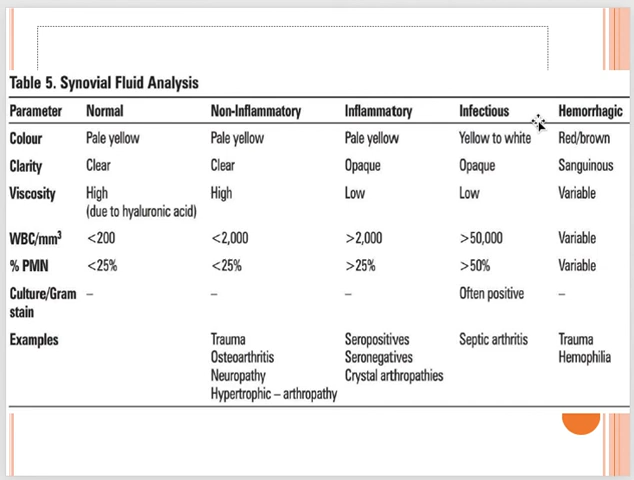 Table 5. Synovial Fluid Analysis
Parameter Normal Non-Inflammatory Inflammatory Infectious Hemorrhagic
Colour Pale yellow Pale yellow Pale yellow Yellow to white Red/brown
Clarity Clear Clear Opaque Opaque Sanguinous
Viscosity High High Low Low Variable
(due to hyaluronic acid)
WBC/mm³ <200 <2,000 >2,000 >50,000 Variable
% PMN <25% <25% >25% >50% Variable
Culture/Gram – – – Often positive –
stain
Examples Trauma Seropositives Septic arthritis Trauma
Osteoarthritis Seronegatives Hemophilia
Neuropathy Crystal arthropathies
Hypertrophic – arthropathy